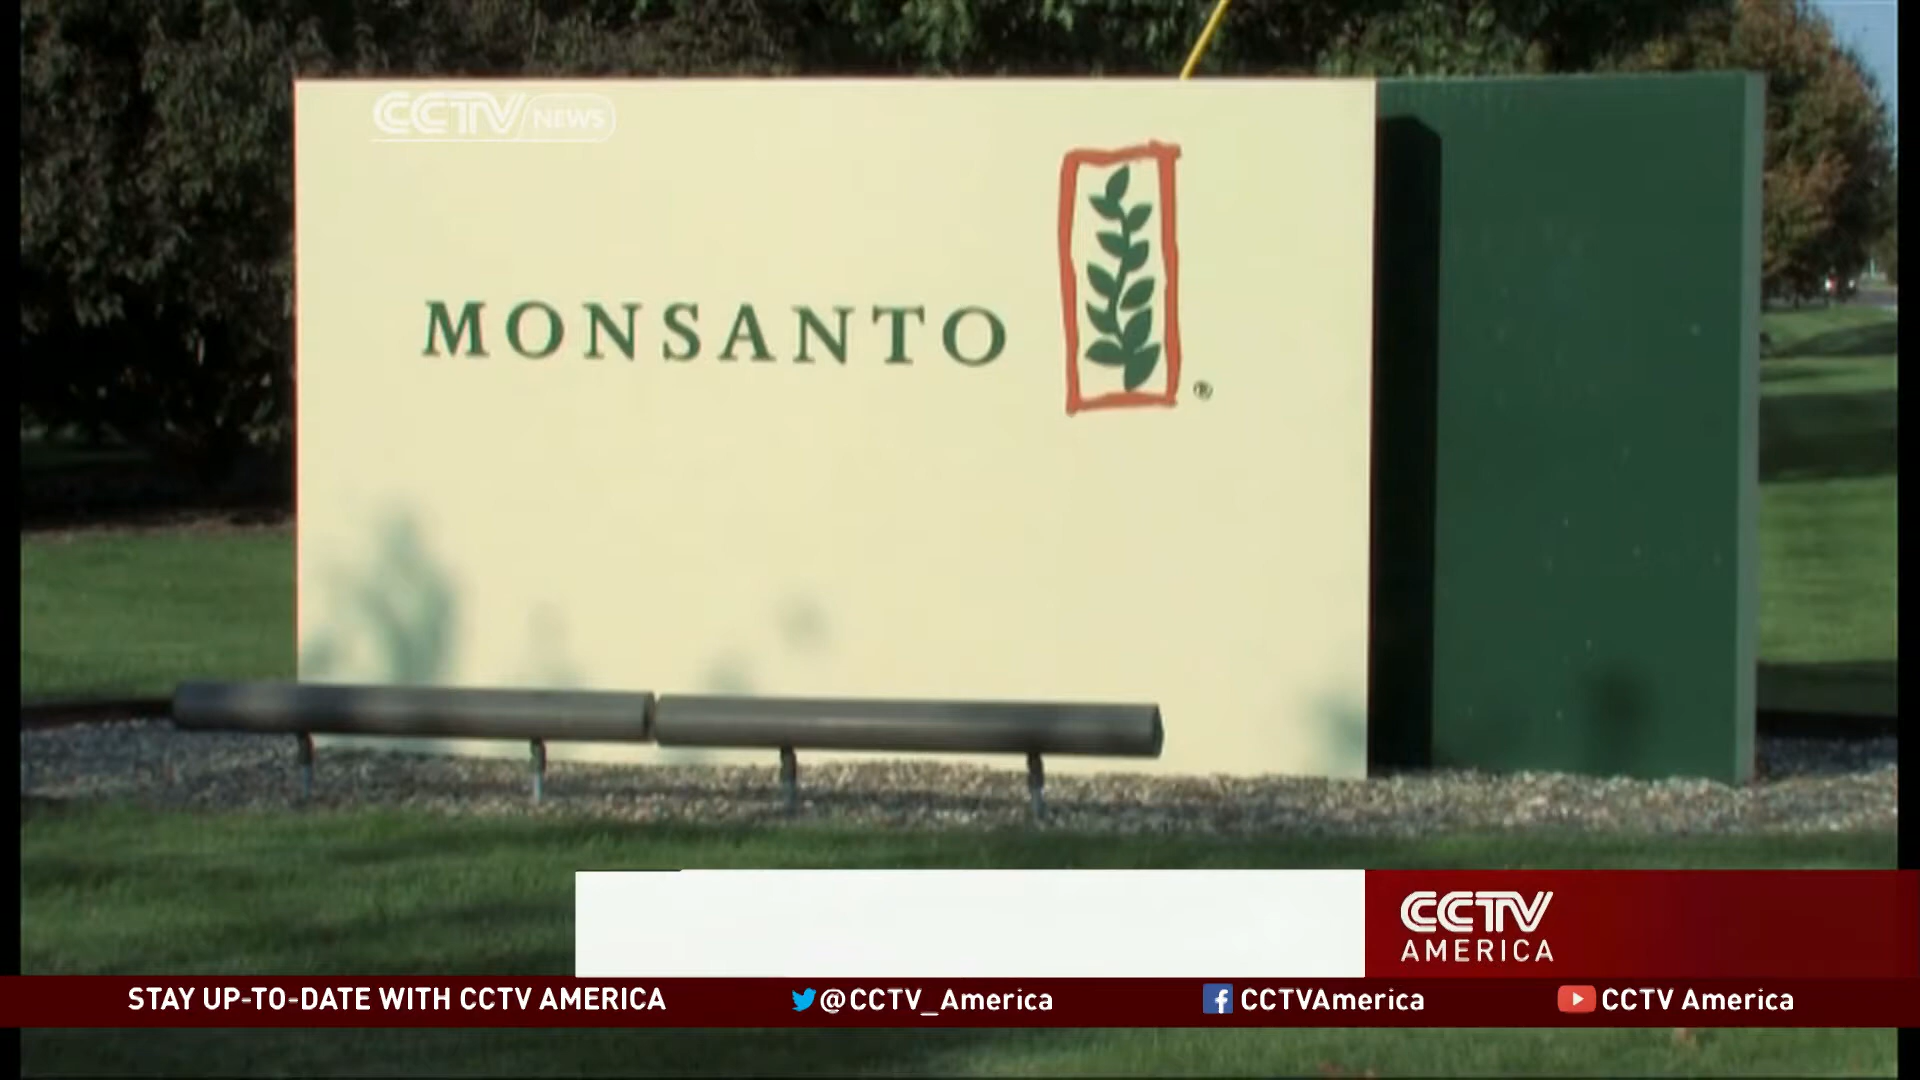 CCTV NEWS
MONSANTO
®
CCTV
AMERICA
STAY UP-TO-DATE WITH CCTV AMERICA @CCTV_America CCTVAmerica CCTV America